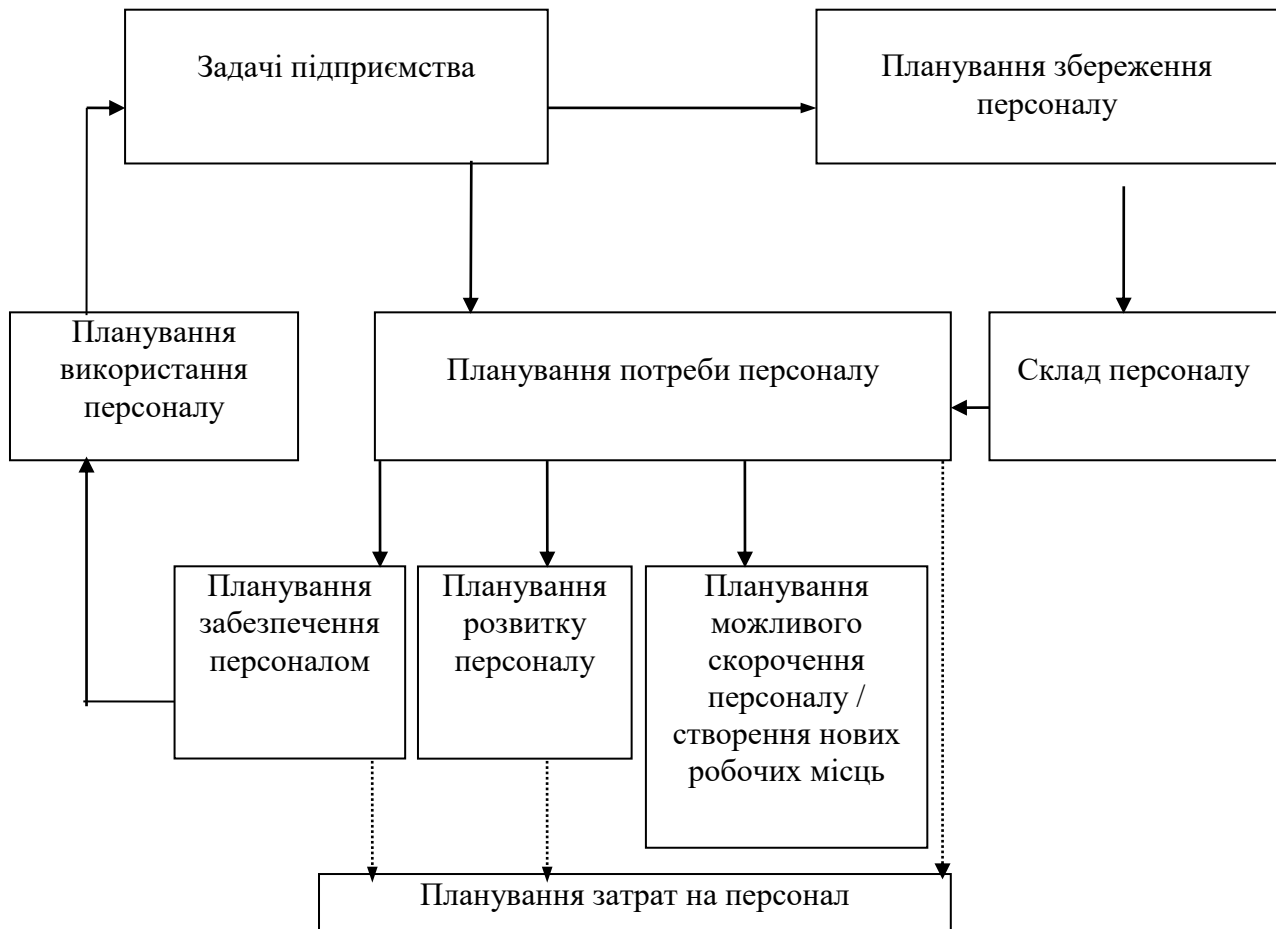 Задачі підприємства
Планування збереження
персоналу
Планування
використання
персоналу
Планування потреби персоналу
Склад персоналу
Планування
забезпечення
персоналом
Планування
розвитку
персоналу
Планування
можливого
скорочення
персоналу /
створення нових
робочих місць
Планування затрат на персонал